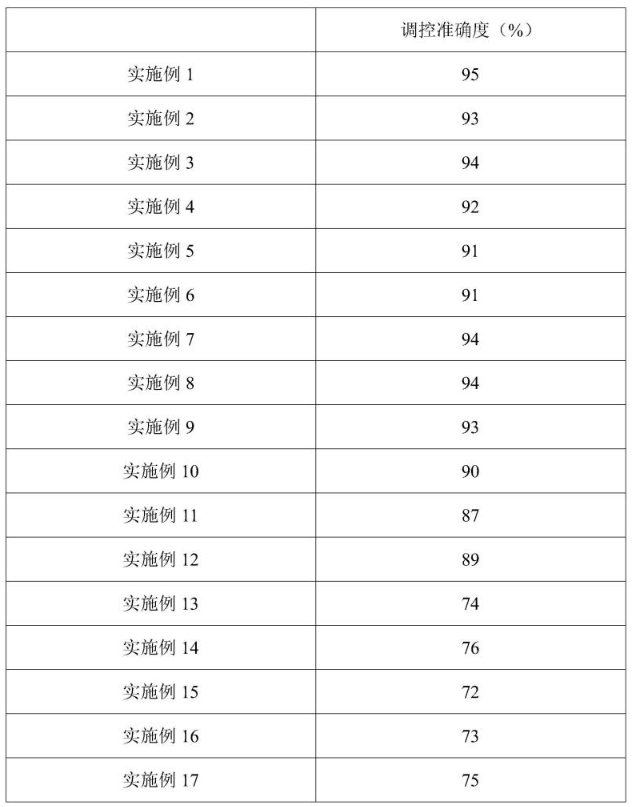 调控准确度（%）
实施例 1 95
实施例 2 93
实施例 3 94
实施例 4 92
实施例 5 91
实施例 6 91
实施例 7 94
实施例 8 94
实施例 9 93
实施例 10 90
实施例 11 87
实施例 12 89
实施例 13 74
实施例 14 76
实施例 15 72
实施例 16 73
实施例 17 75